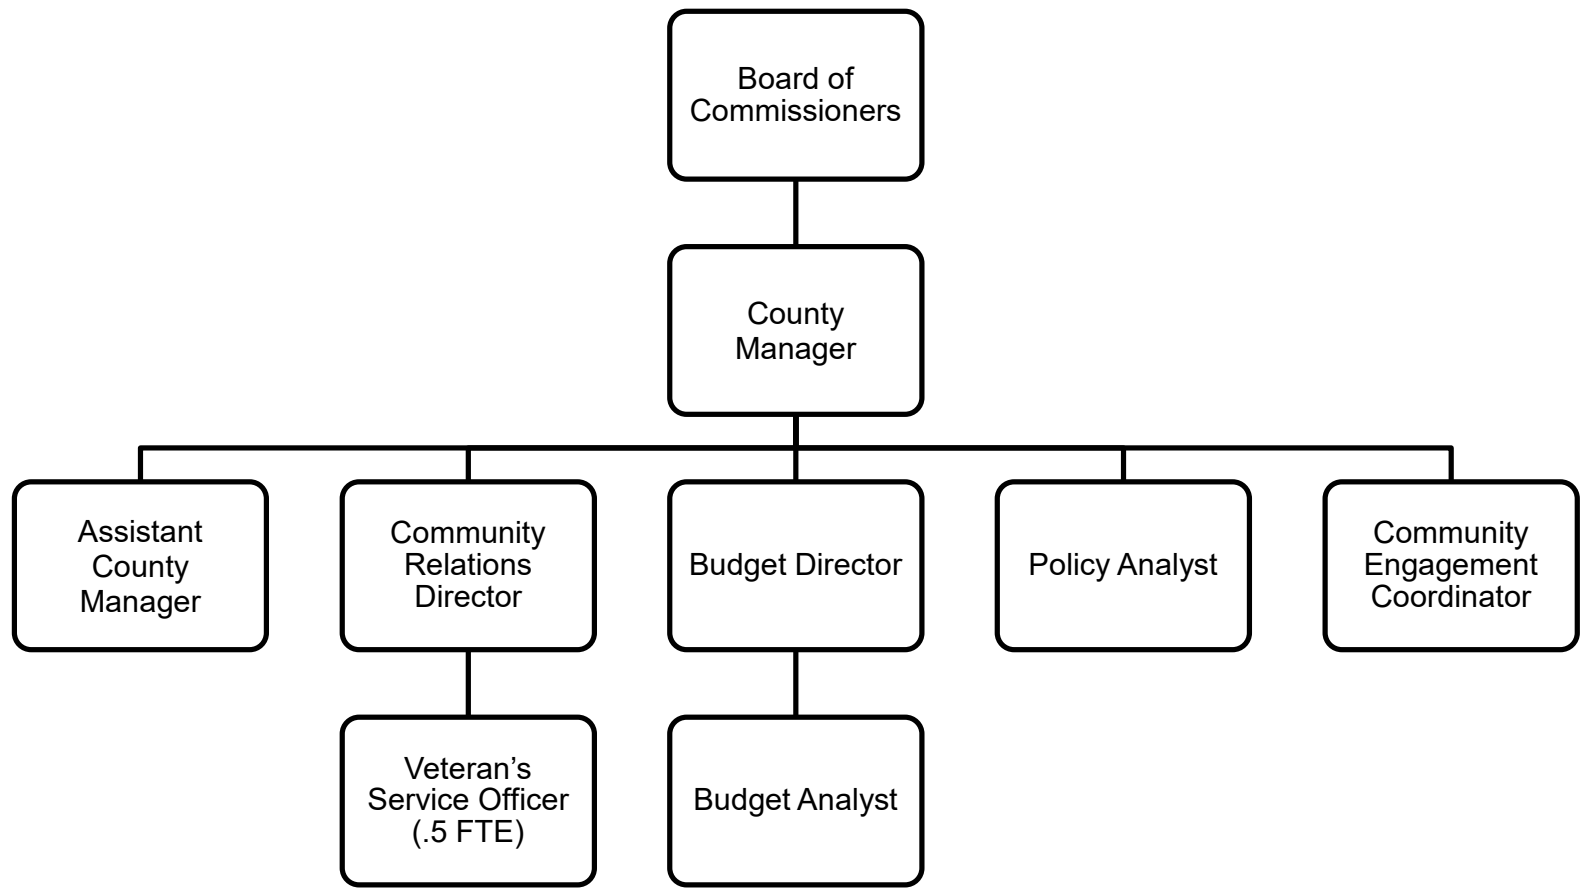 Board of
Commissioners
County
Manager
Assistant
County
Manager
Community
Relations
Director
Budget Director
Policy Analyst
Community
Engagement
Coordinator
Veteran’s
Service Officer
(.5 FTE)
Budget Analyst